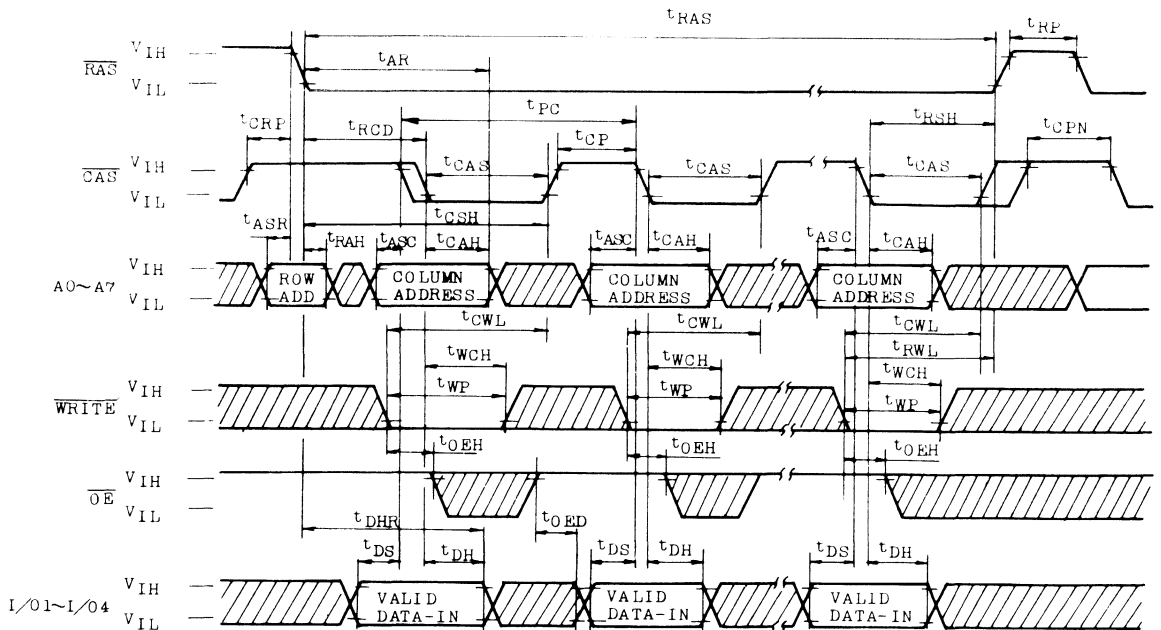 tRAS
tRP
VIH
RAS
VIL
tAR
tPC
tCRP
tRCD
tCP
tRSH
tCPN
VIH
CAS
VIL
tCAS
tCAS
tCAS
tCSH
tASR
tRAH
tASC
tCAH
tASC
tCAH
tASC
tCAH
VIH
A0~A7
VIL
ROW ADD
COLUMN ADDRESS
COLUMN ADDRESS
COLUMN ADDRESS
tCWL
tCWL
tCWL
tRWL
tWCH
tWCH
tWCH
VIH
WRITE
VIL
tWP
tWP
tWP
tOEH
tOEH
tOEH
VIH
OE
VIL
tDHR
tOED
tDS
tDH
tDS
tDH
tDS
tDH
VIH
I/O1~I/O4
VIL
VALID DATA-IN
VALID DATA-IN
VALID DATA-IN